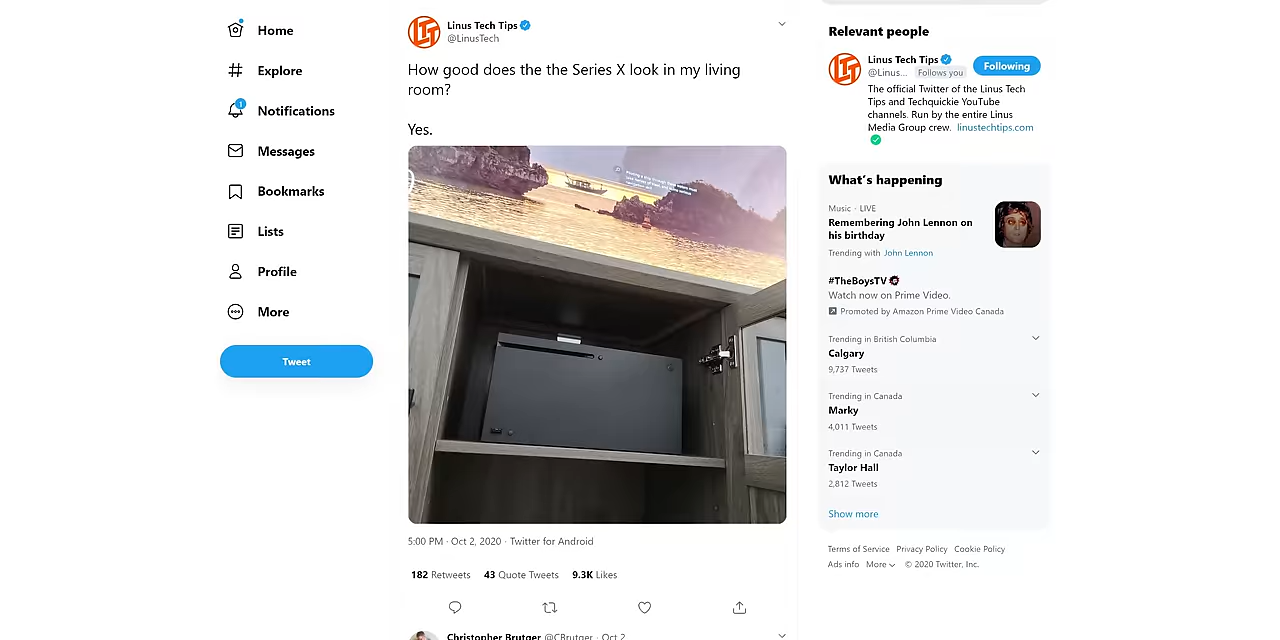 Home
Explore
1
Notifications
Messages
Bookmarks
Lists
Profile
More
Tweet
LTT
Linus Tech Tips
@LinusTech
How good does the the Series X look in my living
room?
Yes.
5:00 PM · Oct 2, 2020 · Twitter for Android
182 Retweets 43 Quote Tweets 9.3K Likes
Christopher Brutger @CBrutger · Oct 2
Relevant people
LTT
Linus Tech Tips
@Linus... Follows you
Following
The official Twitter of the Linus Tech
Tips and Techquickie YouTube
channels. Run by the entire Linus
Media Group crew. linustechtips.com
What's happening
Music · LIVE
Remembering John Lennon on
his birthday
Trending with John Lennon
#TheBoysTV
Watch now on Prime Video.
Promoted by Amazon Prime Video Canada
Trending in British Columbia
Calgary
9,737 Tweets
Trending in Canada
Marky
4,011 Tweets
Trending in Canada
Taylor Hall
2,812 Tweets
Show more
Terms of Service Privacy Policy Cookie Policy
Ads info More © 2020 Twitter, Inc.